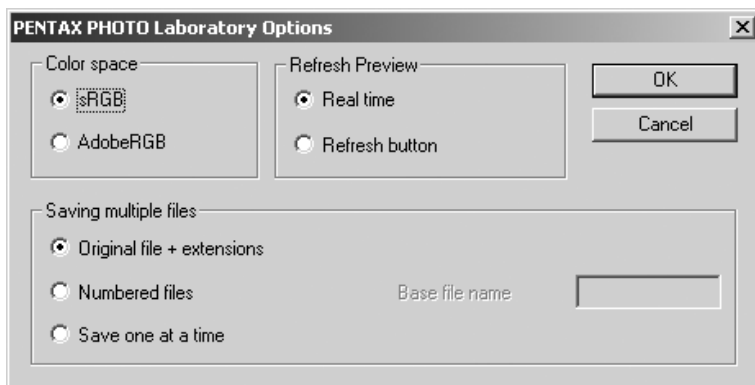 PENTAX PHOTO Laboratory Options
Color space
sRGB
AdobeRGB
Refresh Preview
Real time
Refresh button
OK
Cancel
Saving multiple files
Original file + extensions
Numbered files
Base file name
Save one at a time